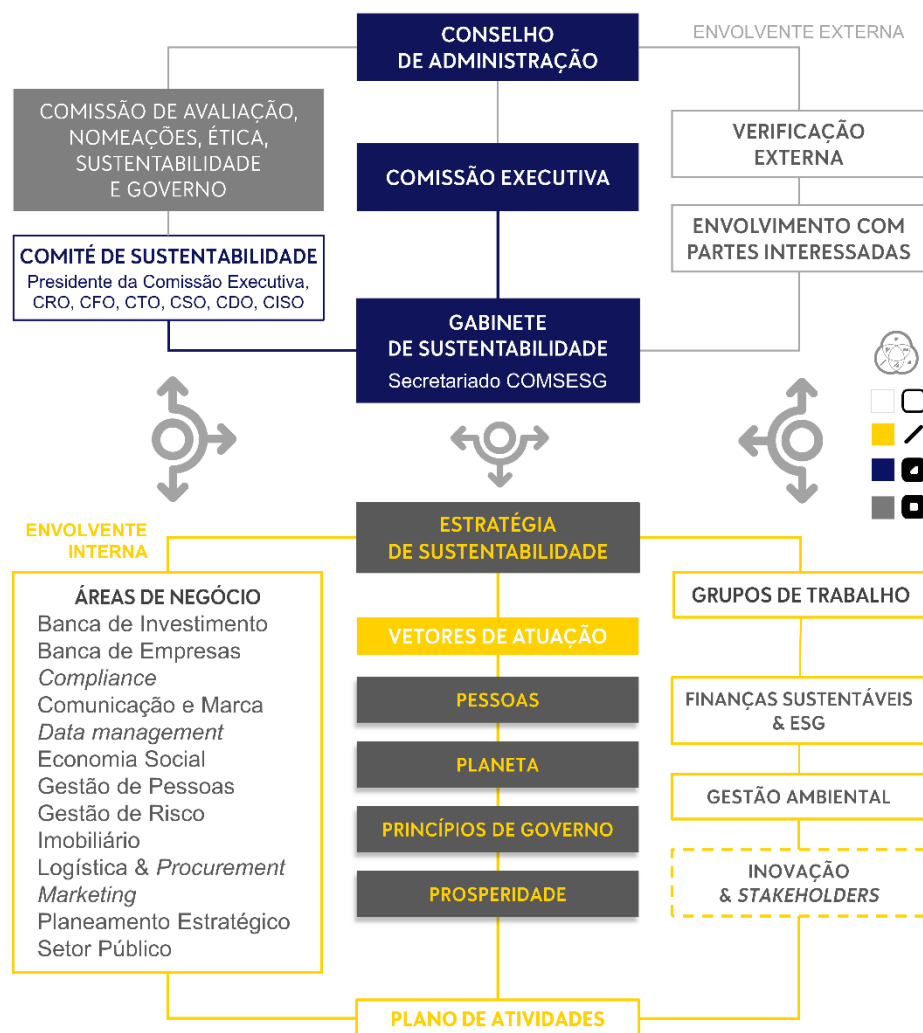 CONSELHO
DE ADMINISTRAÇÃO
ENVOLVENTE EXTERNA
COMISSÃO DE AVALIAÇÃO,
NOMEAÇÕES, ÉTICA,
SUSTENTABILIDADE
E GOVERNO
COMISSÃO EXECUTIVA
VERIFICAÇÃO
EXTERNA
ENVOLVIMENTO COM
PARTES INTERESSADAS
COMITÉ DE SUSTENTABILIDADE
Presidente da Comissão Executiva,
CRO, CFO, CTO, CSO, CDO, CISO
GABINETE
DE SUSTENTABILIDADE
Secretariado COMSESG
ENVOLVENTE
INTERNA
ESTRATÉGIA
DE SUSTENTABILIDADE
ÁREAS DE NEGÓCIO
Banca de Investimento
Banca de Empresas
Compliance
Comunicação e Marca
Data management
Economia Social
Gestão de Pessoas
Gestão de Risco
Imobiliário
Logística & Procurement
Marketing
Planeamento Estratégico
Setor Público
VETORES DE ATUAÇÃO
PESSOAS
PLANETA
PRINCÍPIOS DE GOVERNO
PROSPERIDADE
GRUPOS DE TRABALHO
FINANÇAS SUSTENTÁVEIS
& ESG
GESTÃO AMBIENTAL
INOVAÇÃO
& STAKEHOLDERS
PLANO DE ATIVIDADES